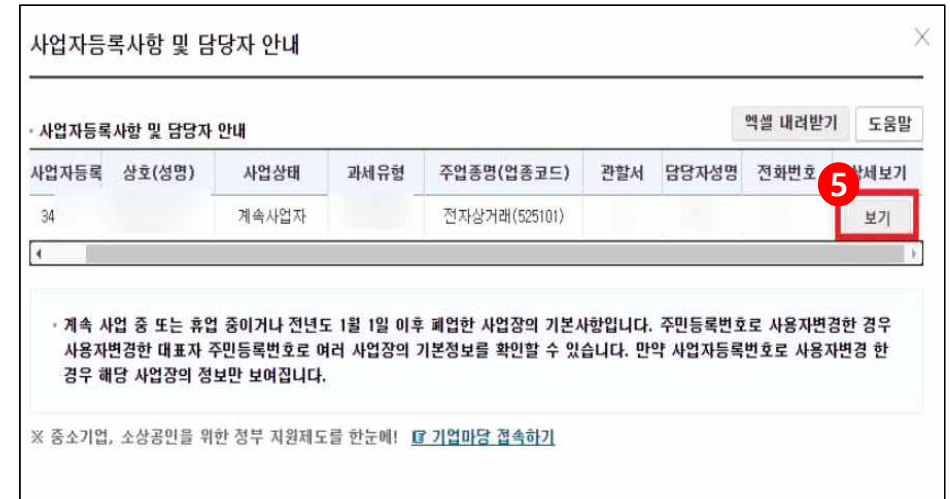 사업자등록사항 및 담당자 안내
· 사업자등록사항 및 담당자 안내
엑셀 내려받기 도움말
사업자등록 상호(성명) 사업상태 과세유형 주업종명(업종코드) 관할서 담당자성명 전화번호 상세보기
5
34 계속사업자 전자상거래(525101) 보기
· 계속 사업 중 또는 휴업 중이거나 전년도 1월 1일 이후 폐업한 사업장의 기본사항입니다. 주민등록번호로 사용자변경한 경우
사용자변경한 대표자 주민등록번호로 여러 사업장의 기본정보를 확인할 수 있습니다. 만약 사업자등록번호로 사용자변경 한
경우 해당 사업장의 정보만 보여집니다.
※ 중소기업, 소상공인을 위한 정부 지원제도를 한눈에! 기업마당 접속하기